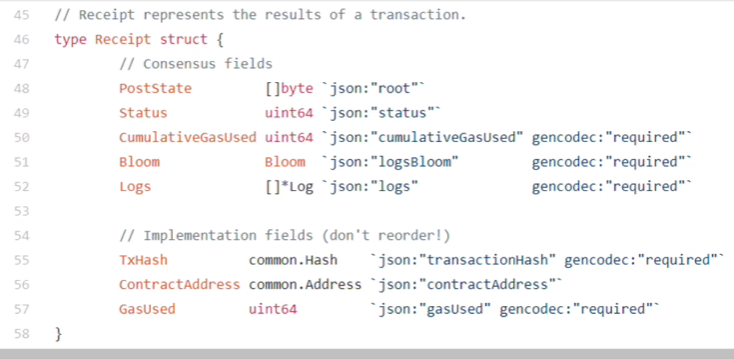 45 // Receipt represents the results of a transaction.
46 type Receipt struct {
47 // Consensus fields
48 PostState []byte `json:"root"`
49 Status uint64 `json:"status"`
50 CumulativeGasUsed uint64 `json:"cumulativeGasUsed" gencodec:"required"`
51 Bloom Bloom `json:"logsBloom" gencodec:"required"`
52 Logs []*Log `json:"logs" gencodec:"required"`
53
54 // Implementation fields (don't reorder!)
55 TxHash common.Hash `json:"transactionHash" gencodec:"required"`
56 ContractAddress common.Address `json:"contractAddress"`
57 GasUsed uint64 `json:"gasUsed" gencodec:"required"`
58 }